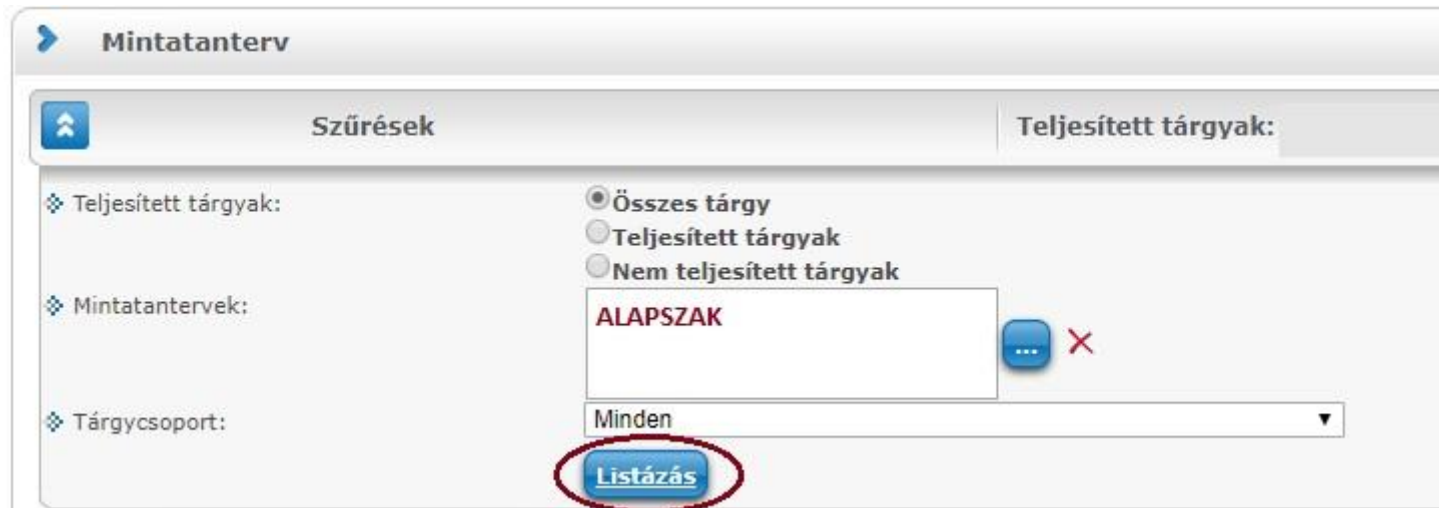 Mintatanterv
Szűrések
Teljesített tárgyak:
Teljesített tárgyak:
Összes tárgy
Teljesített tárgyak
Nem teljesített tárgyak
Mintatantervek:
ALAPSZAK
...
Tárgycsoport:
Minden
Listázás